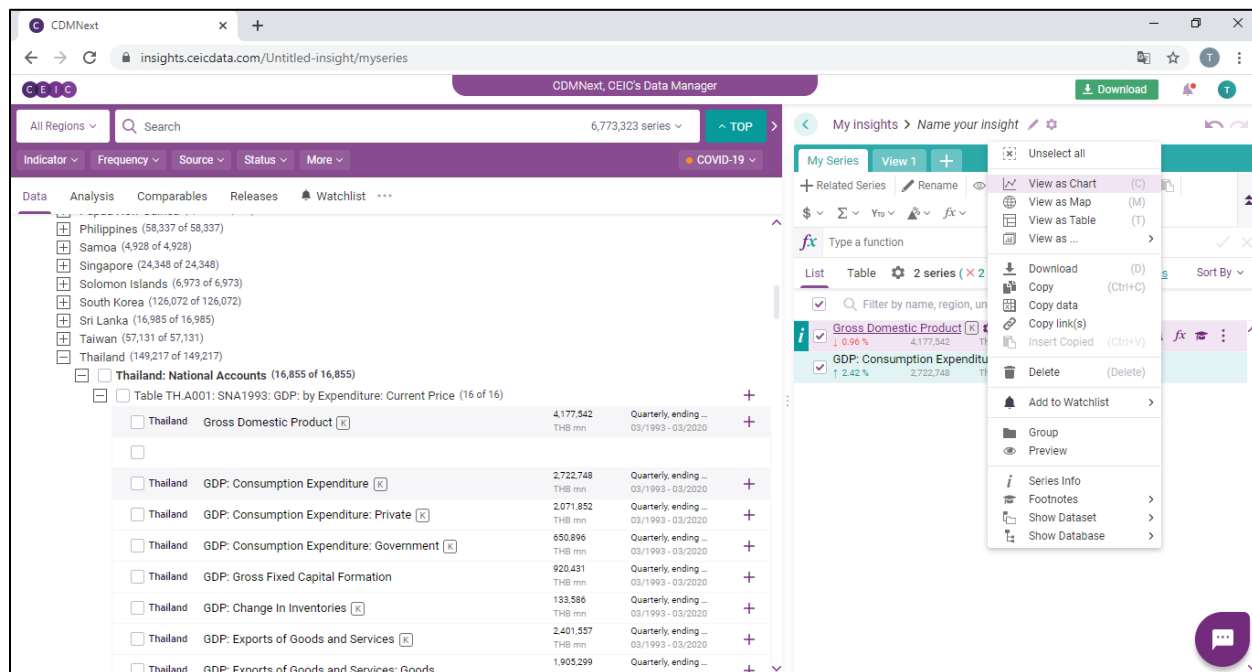 CDMNext
insights.ceicdata.com/Untitled-insight/myseries
T
CEIC
CDMNext, CEIC's Data Manager
Download
T
All Regions
Search
6,773,323 series
TOP
Indicator
Frequency
Source
Status
More
COVID-19
Data
Analysis
Comparables
Releases
Watchlist
Philippines (58,337 of 58,337)
Samoa (4,928 of 4,928)
Singapore (24,348 of 24,348)
Solomon Islands (6,973 of 6,973)
South Korea (126,072 of 126,072)
Sri Lanka (16,985 of 16,985)
Taiwan (57,131 of 57,131)
Thailand (149,217 of 149,217)
Thailand: National Accounts (16,855 of 16,855)
Table TH.A001: SNA1993: GDP: by Expenditure: Current Price (16 of 16)
Thailand Gross Domestic Product K 4,177,542 Quarterly, ending ...
THB mn 03/1993 - 03/2020
Thailand GDP: Consumption Expenditure K 2,722,748 Quarterly, ending ...
THB mn 03/1993 - 03/2020
Thailand GDP: Consumption Expenditure: Private K 2,071,852 Quarterly, ending ...
THB mn 03/1993 - 03/2020
Thailand GDP: Consumption Expenditure: Government K 650,896 Quarterly, ending ...
THB mn 03/1993 - 03/2020
Thailand GDP: Gross Fixed Capital Formation 920,431 Quarterly, ending ...
THB mn 03/1993 - 03/2020
Thailand GDP: Change In Inventories K 133,586 Quarterly, ending ...
THB mn 03/1993 - 03/2020
Thailand GDP: Exports of Goods and Services K 2,401,557 Quarterly, ending ...
THB mn 03/1993 - 03/2020
Thailand GDP: Exports of Goods and Services: Goods 1,905,299 Quarterly, ending ...
My insights > Name your insight
My Series
View 1
Related Series
Rename
$ Σ YTD fx
fx Type a function
List
Table
2 series ( × 2
Sort By
Filter by name, region, un
i Gross Domestic Product K
↓ 0.96 % 4,177,542
fx
GDP: Consumption Expenditu
↑ 2.42 % 2,722,748
Unselect all
View as Chart (C)
View as Map (M)
View as Table (T)
View as ...
Download (D)
Copy (Ctrl+C)
Copy data
Copy link(s)
Insert Copied (Ctrl+V)
Delete (Delete)
Add to Watchlist
Group
Preview
Series Info
Footnotes
Show Dataset
Show Database